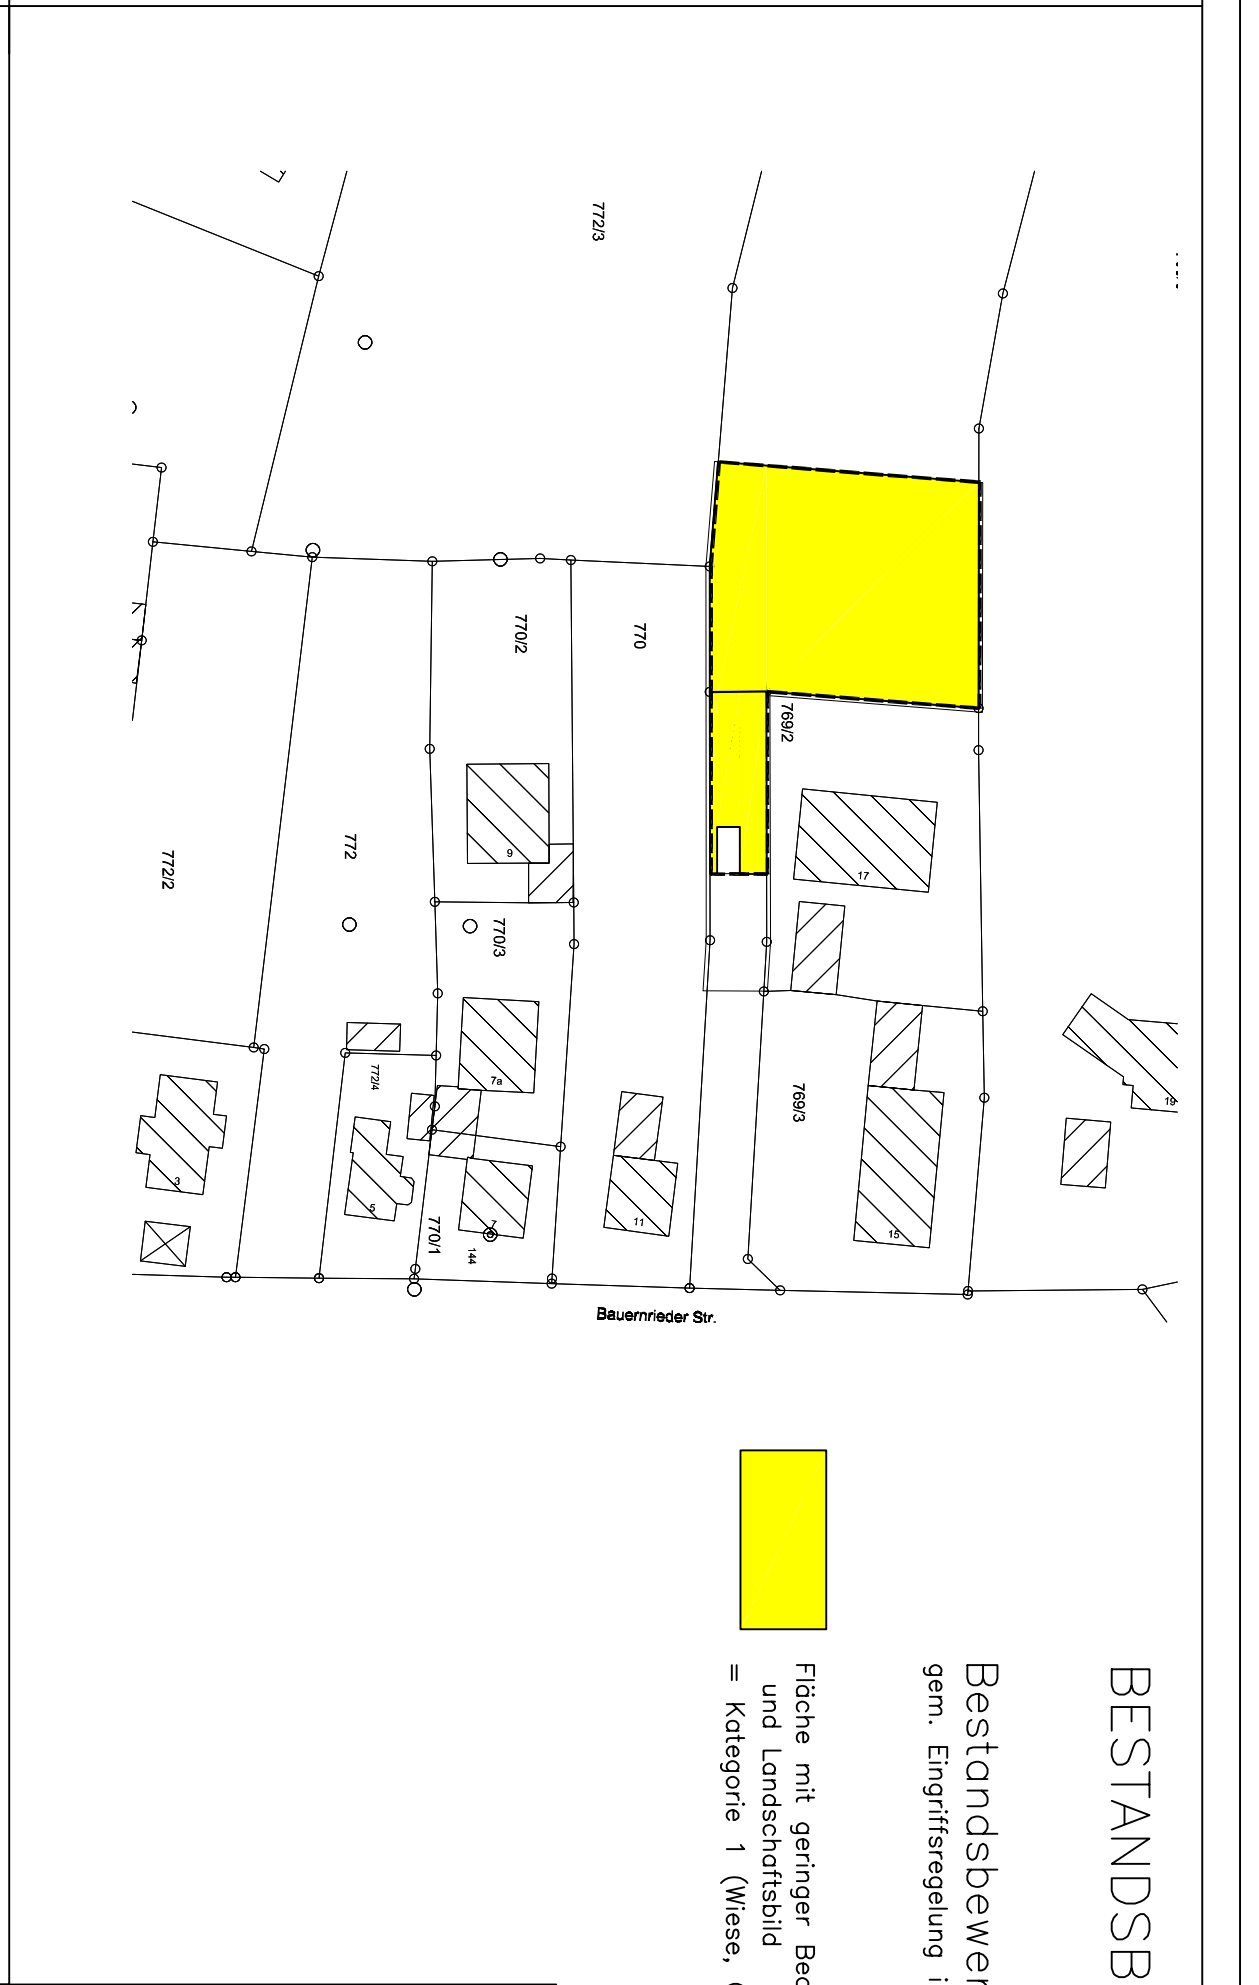 BESTANDSB
Bestandsbewer
gem. Eingriffsregelung i
Fläche mit geringer Bed
und Landschaftsbild
= Kategorie 1 (Wiese,
772/3
770/2
770
769/2
772
772/2
9
17
770/3
7a
772/4
769/3
19
3
5
7
11
15
770/1
144
Bauernrieder Str.